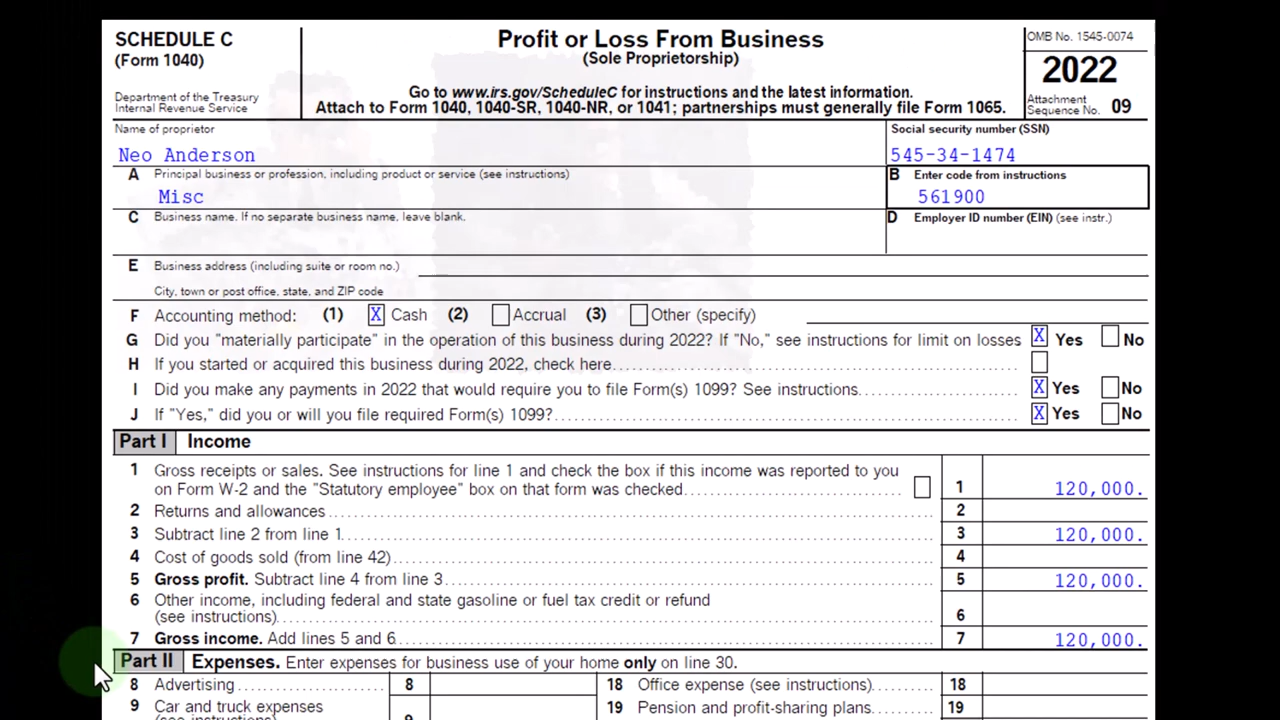 SCHEDULE C
(Form 1040)
Department of the Treasury
Internal Revenue Service
Profit or Loss From Business
(Sole Proprietorship)
Go to www.irs.gov/ScheduleC for instructions and the latest information.
Attach to Form 1040, 1040-SR, 1040-NR, or 1041; partnerships must generally file Form 1065.
OMB No. 1545-0074
2022
Attachment
Sequence No. 09
Name of proprietor
Neo Anderson
Social security number (SSN)
545-34-1474
A Principal business or profession, including product or service (see instructions)
Misc
B Enter code from instructions
561900
C Business name. If no separate business name, leave blank.
D Employer ID number (EIN) (see instr.)
E Business address (including suite or room no.)
City, town or post office, state, and ZIP code
F Accounting method: (1) X Cash (2) Accrual (3) Other (specify)
G Did you "materially participate" in the operation of this business during 2022? If "No," see instructions for limit on losses X Yes No
H If you started or acquired this business during 2022, check here
I Did you make any payments in 2022 that would require you to file Form(s) 1099? See instructions X Yes No
J If "Yes," did you or will you file required Form(s) 1099? X Yes No
Part I Income
1 Gross receipts or sales. See instructions for line 1 and check the box if this income was reported to you
on Form W-2 and the "Statutory employee" box on that form was checked 1 120,000.
2 Returns and allowances 2
3 Subtract line 2 from line 1 3 120,000.
4 Cost of goods sold (from line 42) 4
5 Gross profit. Subtract line 4 from line 3 5 120,000.
6 Other income, including federal and state gasoline or fuel tax credit or refund
(see instructions) 6
7 Gross income. Add lines 5 and 6 7 120,000.
Part II Expenses. Enter expenses for business use of your home only on line 30.
8 Advertising 8 18 Office expense (see instructions) 18
9 Car and truck expenses 19 Pension and profit-sharing plans 19
(see instructions) 9